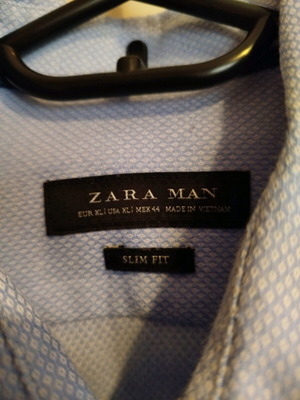 ZARA MAN
EUR XL | USA XL | MEX 44 MADE IN VIETNAM
SLIM FIT